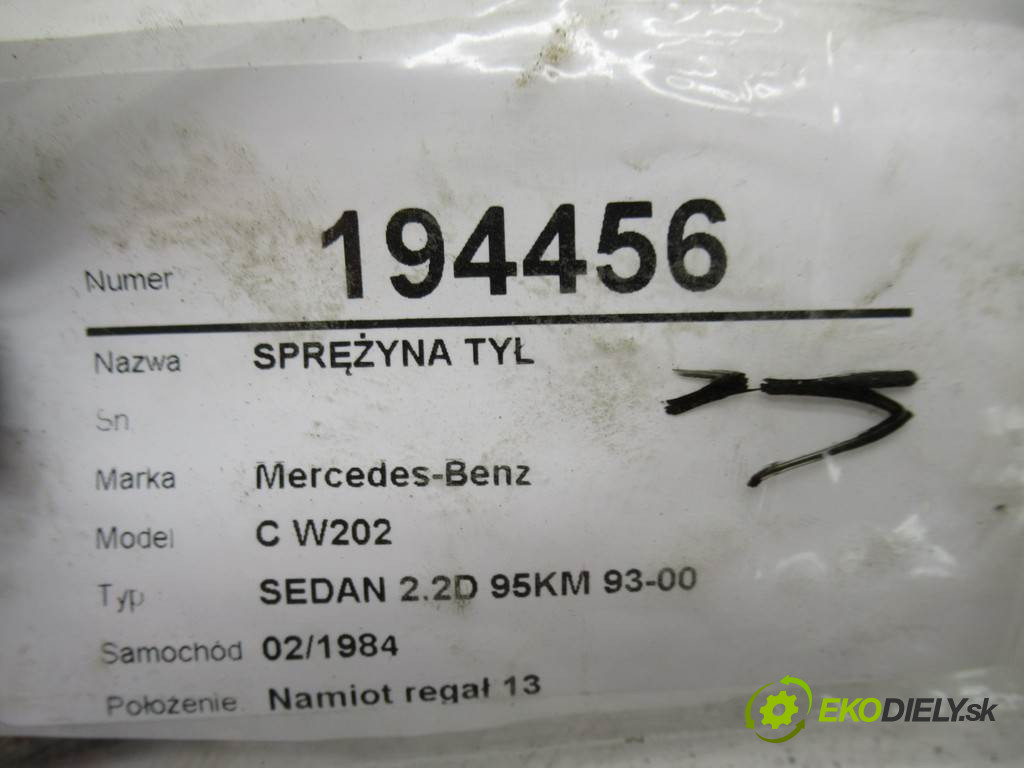 Numer 194456
Nazwa SPRĘŻYNA TYŁ
Sn
Marka Mercedes-Benz
Model C W202
Typ SEDAN 2.2D 95KM 93-00
Samochód 02/1984
Położenie Namiot regał 13
EKODIELY.sk